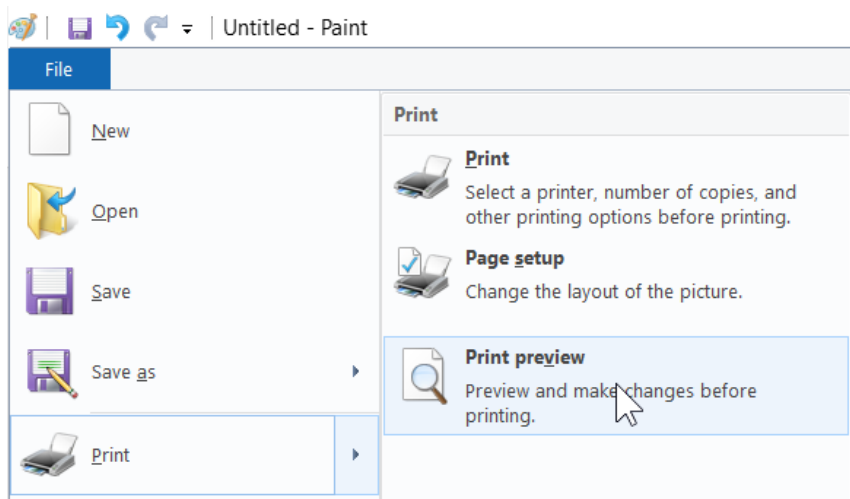 Untitled - Paint
File
New
Open
Save
Save as
Print
Print
Print
Select a printer, number of copies, and
other printing options before printing.
Page setup
Change the layout of the picture.
Print preview
Preview and make changes before
printing.